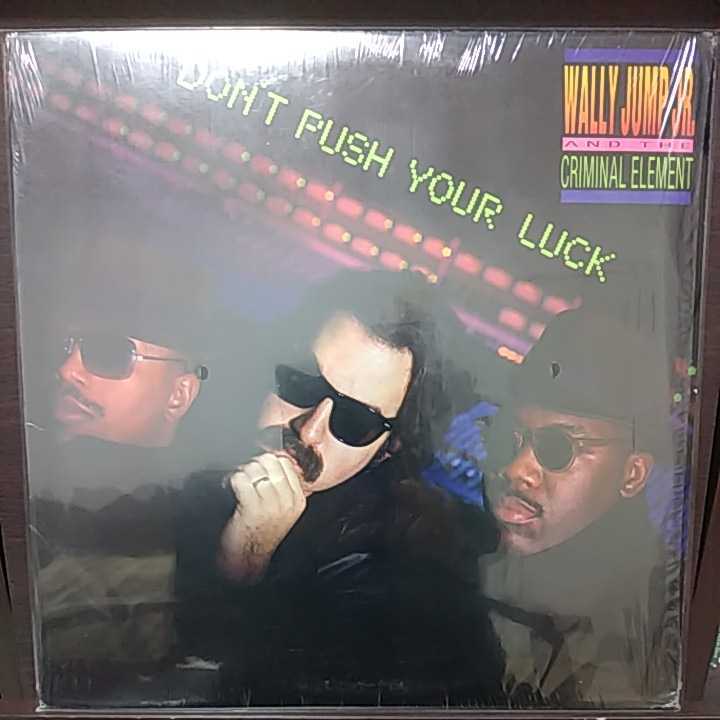 DON'T PUSH YOUR LUCK
WALLY JUMP JR.
AND THE
CRIMINAL ELEMENT